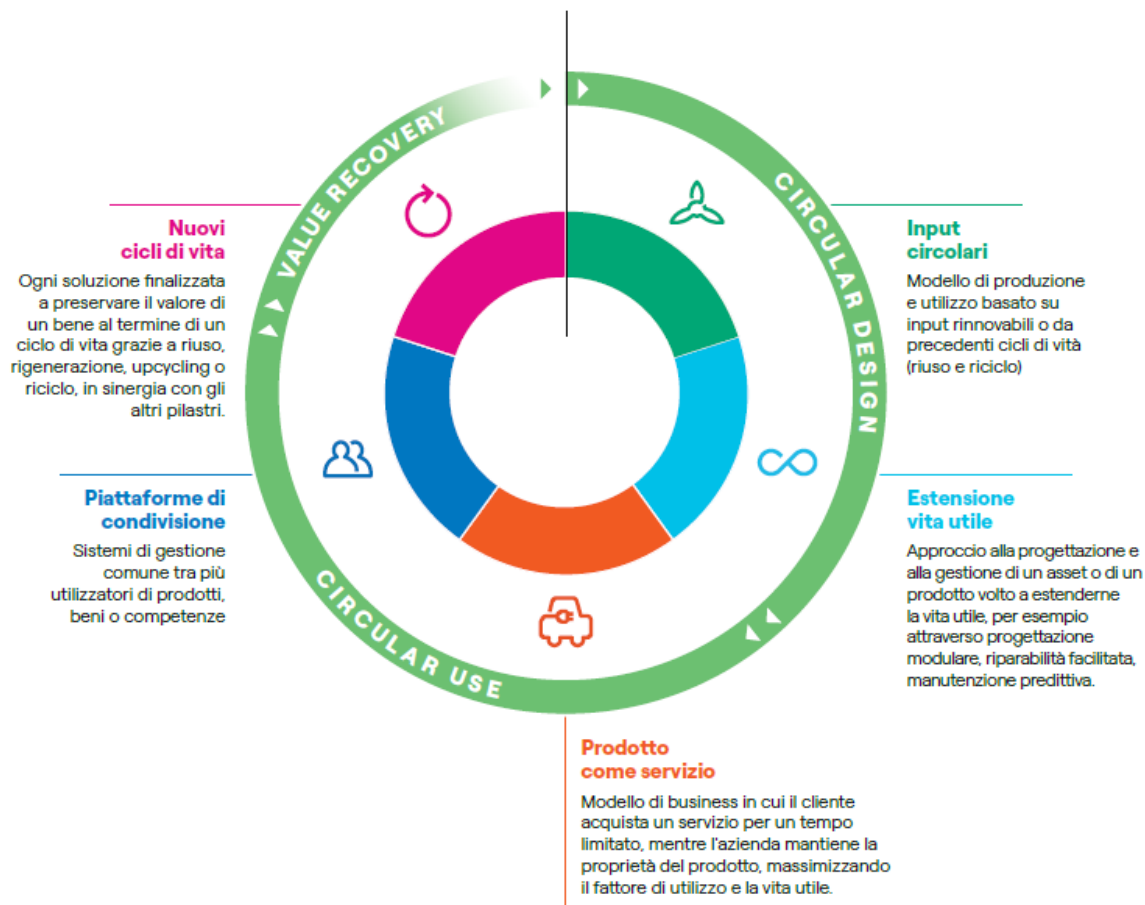 VALUE RECOVERY
CIRCULAR DESIGN
CIRCULAR USE
Nuovi
cicli di vita
Ogni soluzione finalizzata
a preservare il valore di
un bene al termine di un
ciclo di vita grazie a riuso,
rigenerazione, upcycling o
riciclo, in sinergia con gli
altri pilastri.
Input
circolari
Modello di produzione
e utilizzo basato su
input rinnovabili o da
precedenti cicli di vità
(riuso e riciclo)
Piattaforme di
condivisione
Sistemi di gestione
comune tra più
utilizzatori di prodotti,
beni o competenze
Estensione
vita utile
Approccio alla progettazione e
alla gestione di un asset o di un
prodotto volto a estenderne
la vita utile, per esempio
attraverso progettazione
modulare, riparabilità facilitata,
manutenzione predittiva.
Prodotto
come servizio
Modello di business in cui il cliente
acquista un servizio per un tempo
limitato, mentre l'azienda mantiene la
proprietà del prodotto, massimizzando
il fattore di utilizzo e la vita utile.